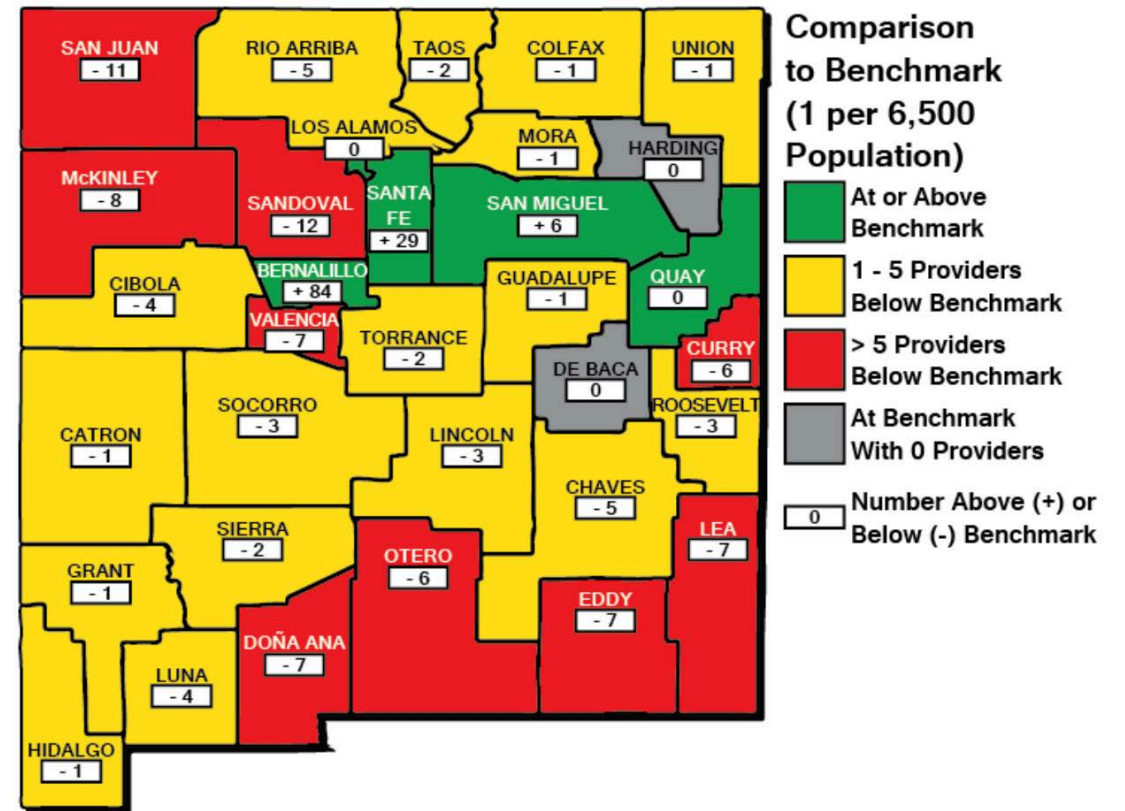 SAN JUAN
- 11
RIO ARRIBA
- 5
TAOS
- 2
COLFAX
- 1
UNION
- 1
LOS ALAMOS
0
MORA
- 1
HARDING
0
McKINLEY
- 8
SANDOVAL
- 12
SANTA
FE
+ 29
SAN MIGUEL
+ 6
CIBOLA
- 4
BERNALILLO
+ 84
GUADALUPE
- 1
QUAY
0
VALENCIA
- 7
TORRANCE
- 2
CURRY
- 6
DE BACA
0
ROOSEVELT
- 3
CATRON
- 1
SOCORRO
- 3
LINCOLN
- 3
CHAVES
- 5
SIERRA
- 2
OTERO
- 6
LEA
- 7
GRANT
- 1
EDDY
- 7
DOÑA ANA
- 7
LUNA
- 4
HIDALGO
- 1
Comparison
to Benchmark
(1 per 6,500
Population)
At or Above
Benchmark
1 - 5 Providers
Below Benchmark
> 5 Providers
Below Benchmark
At Benchmark
With 0 Providers
0
Number Above (+) or
Below (-) Benchmark